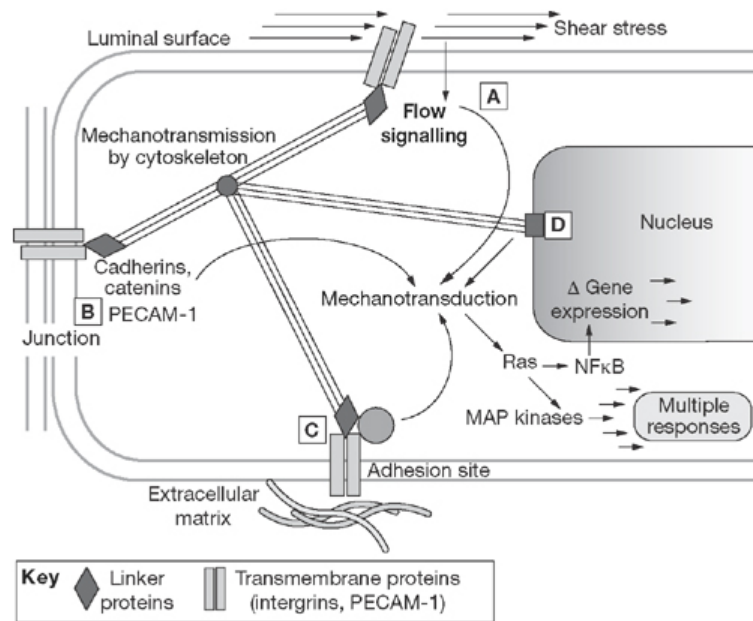 Luminal surface
Shear stress
A
Flow
signalling
Mechanotransmission
by cytoskeleton
D
Nucleus
Cadherins,
catenins
B PECAM-1
Junction
Mechanotransduction
Δ Gene
expression
Ras
NFκB
MAP kinases
Multiple
responses
C
Adhesion site
Extracellular
matrix
Key
Linker
proteins
Transmembrane proteins
(intergrins, PECAM-1)